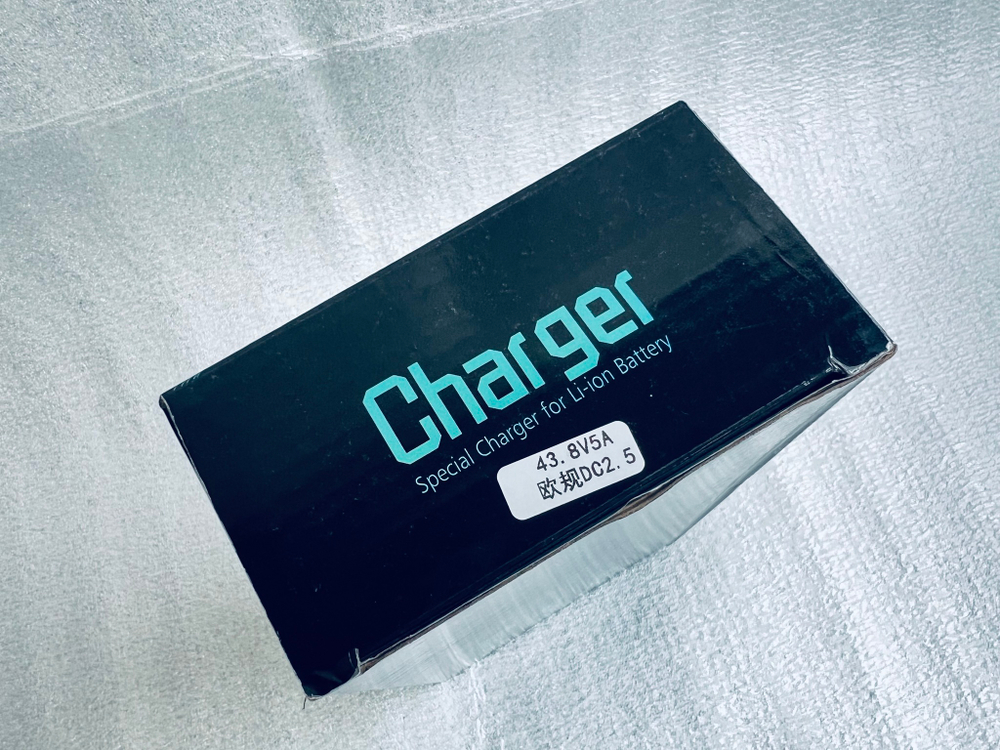 Charger
Special Charger for Li-ion Battery
43.8V5A
欧规DC2.5